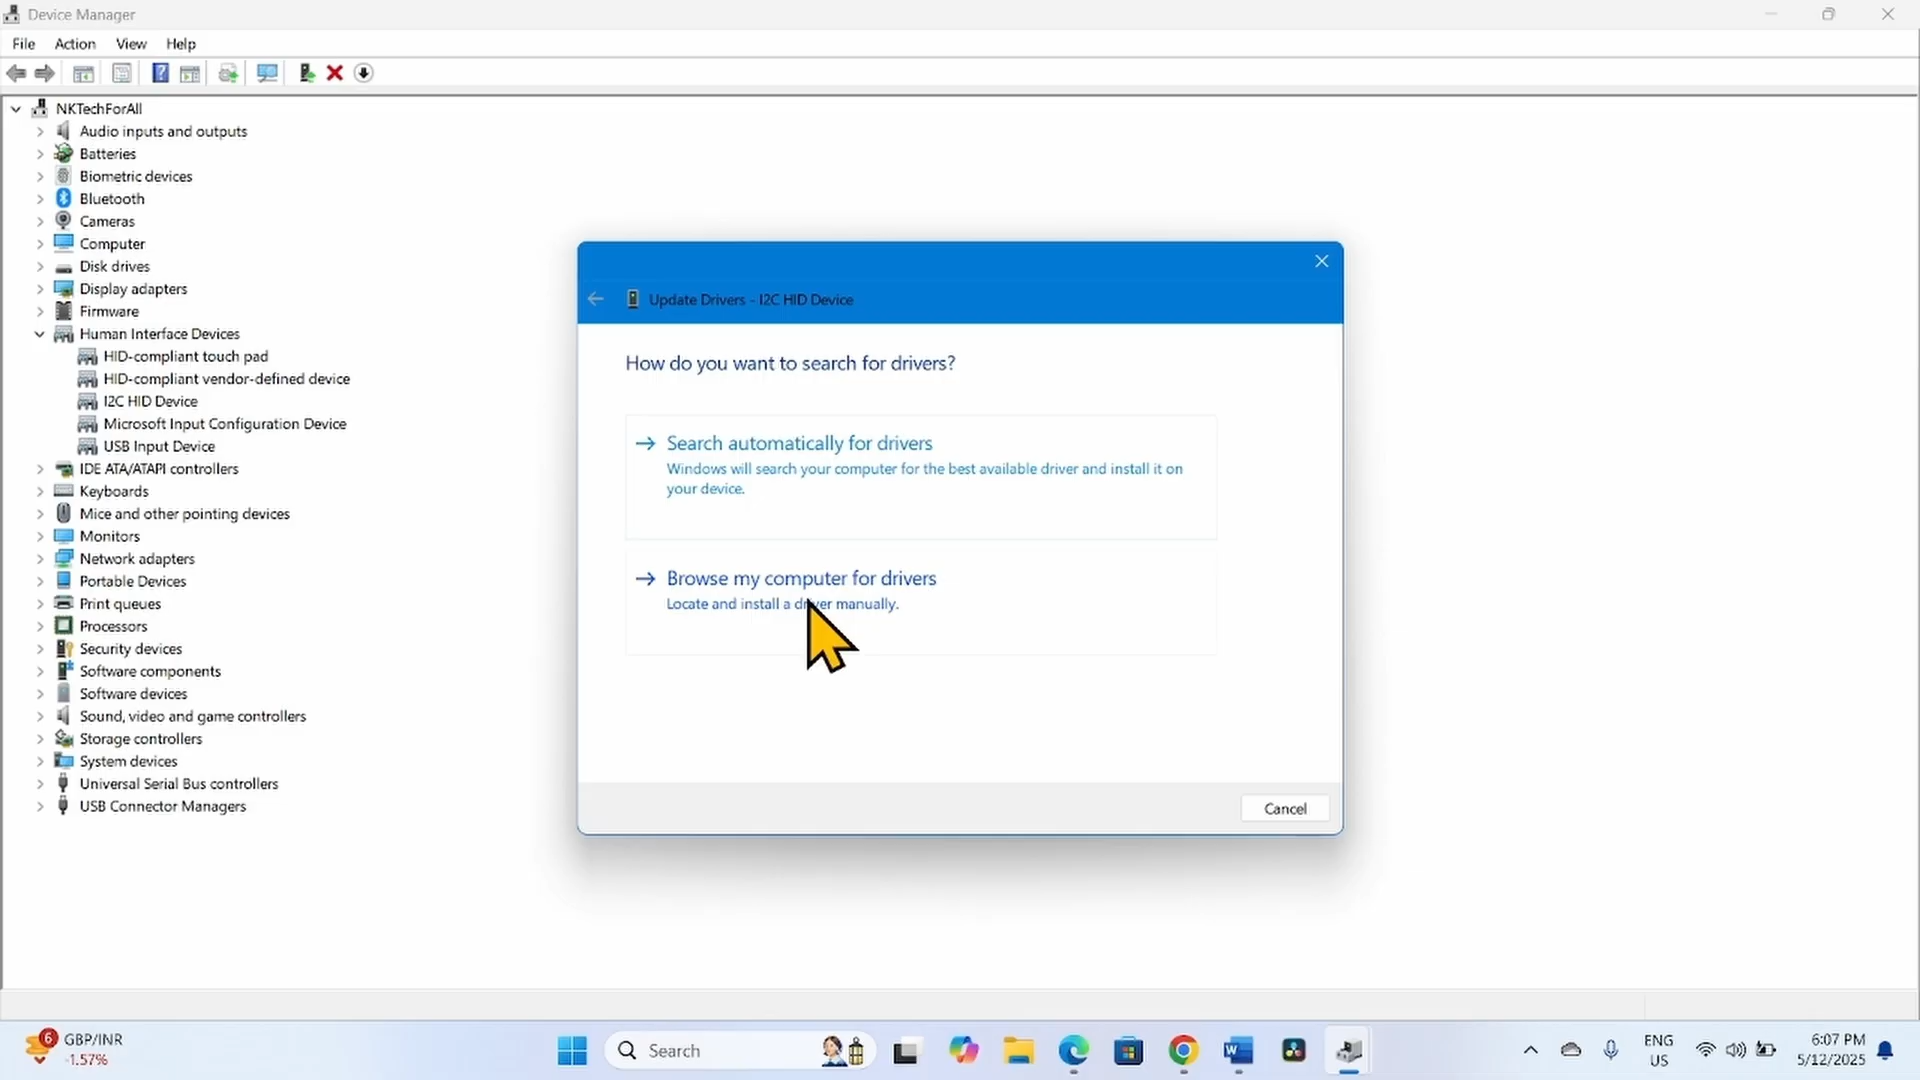 Device Manager
File Action View Help
NKTechForAll
Audio inputs and outputs
Batteries
Biometric devices
Bluetooth
Cameras
Computer
Disk drives
Display adapters
Firmware
Human Interface Devices
HID-compliant touch pad
HID-compliant vendor-defined device
I2C HID Device
Microsoft Input Configuration Device
USB Input Device
IDE ATA/ATAPI controllers
Keyboards
Mice and other pointing devices
Monitors
Network adapters
Portable Devices
Print queues
Processors
Security devices
Software components
Software devices
Sound, video and game controllers
Storage controllers
System devices
Universal Serial Bus controllers
USB Connector Managers
Update Drivers - I2C HID Device
How do you want to search for drivers?
Search automatically for drivers
Windows will search your computer for the best available driver and install it on
your device.
Browse my computer for drivers
Locate and install a driver manually.
Cancel
6
GBP/INR
-1.57%
Search
ENG
US
6:07 PM
5/12/2025